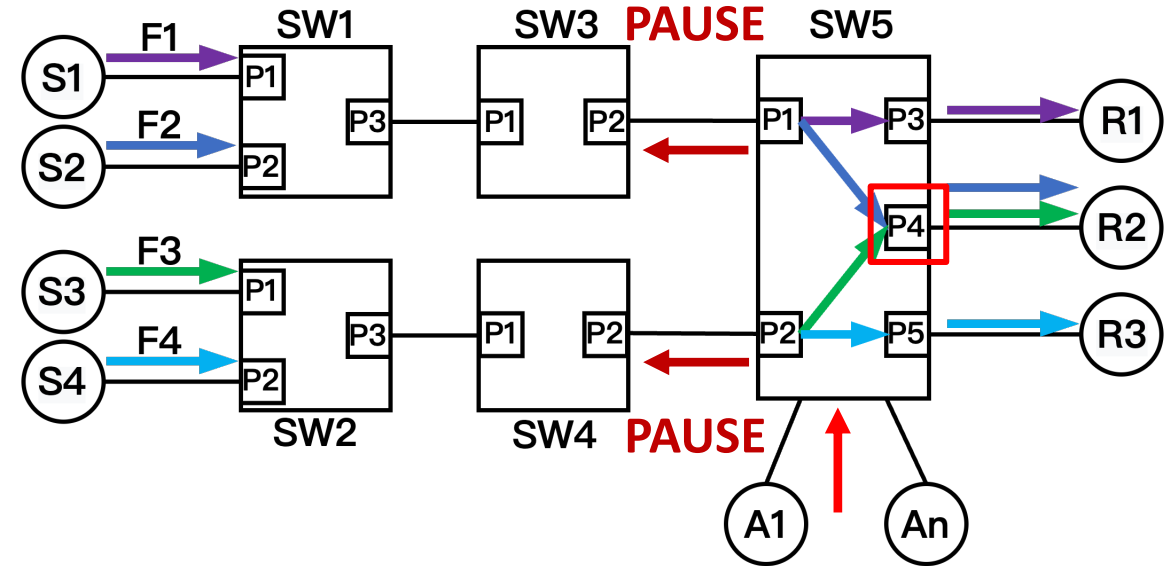 SW1
SW3
PAUSE
SW5
F1
S1
P1
P3
P1
P2
P1
P3
R1
F2
S2
P2
P4
R2
F3
S3
P1
F4
S4
P2
P3
P1
P2
P2
P5
R3
SW2
SW4
PAUSE
A1
An